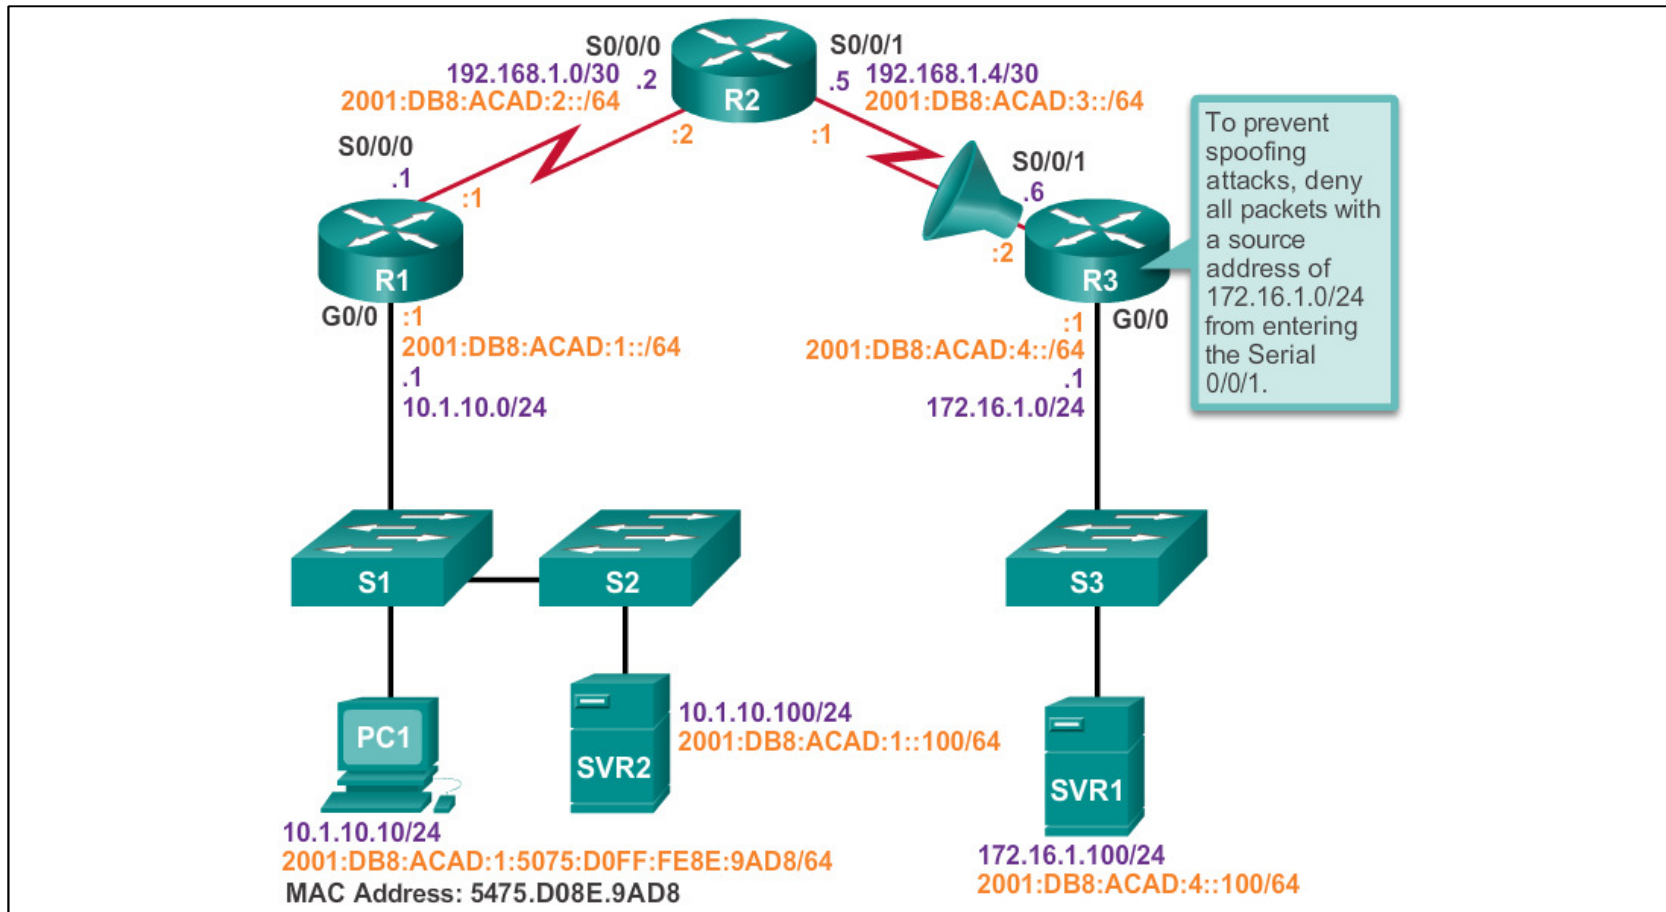 S0/0/0
192.168.1.0/30
.2
2001:DB8:ACAD:2::/64
:2
R2
S0/0/1
.5
192.168.1.4/30
2001:DB8:ACAD:3::/64
:1
S0/0/0
.1
:1
R1
G0/0
:1
2001:DB8:ACAD:1::/64
.1
10.1.10.0/24
S0/0/1
.6
:2
R3
G0/0
:1
2001:DB8:ACAD:4::/64
.1
172.16.1.0/24
To prevent
spoofing
attacks, deny
all packets with
a source
address of
172.16.1.0/24
from entering
the Serial
0/0/1.
S1
S2
S3
PC1
10.1.10.10/24
2001:DB8:ACAD:1:5075:D0FF:FE8E:9AD8/64
MAC Address: 5475.D08E.9AD8
SVR2
10.1.10.100/24
2001:DB8:ACAD:1::100/64
SVR1
172.16.1.100/24
2001:DB8:ACAD:4::100/64